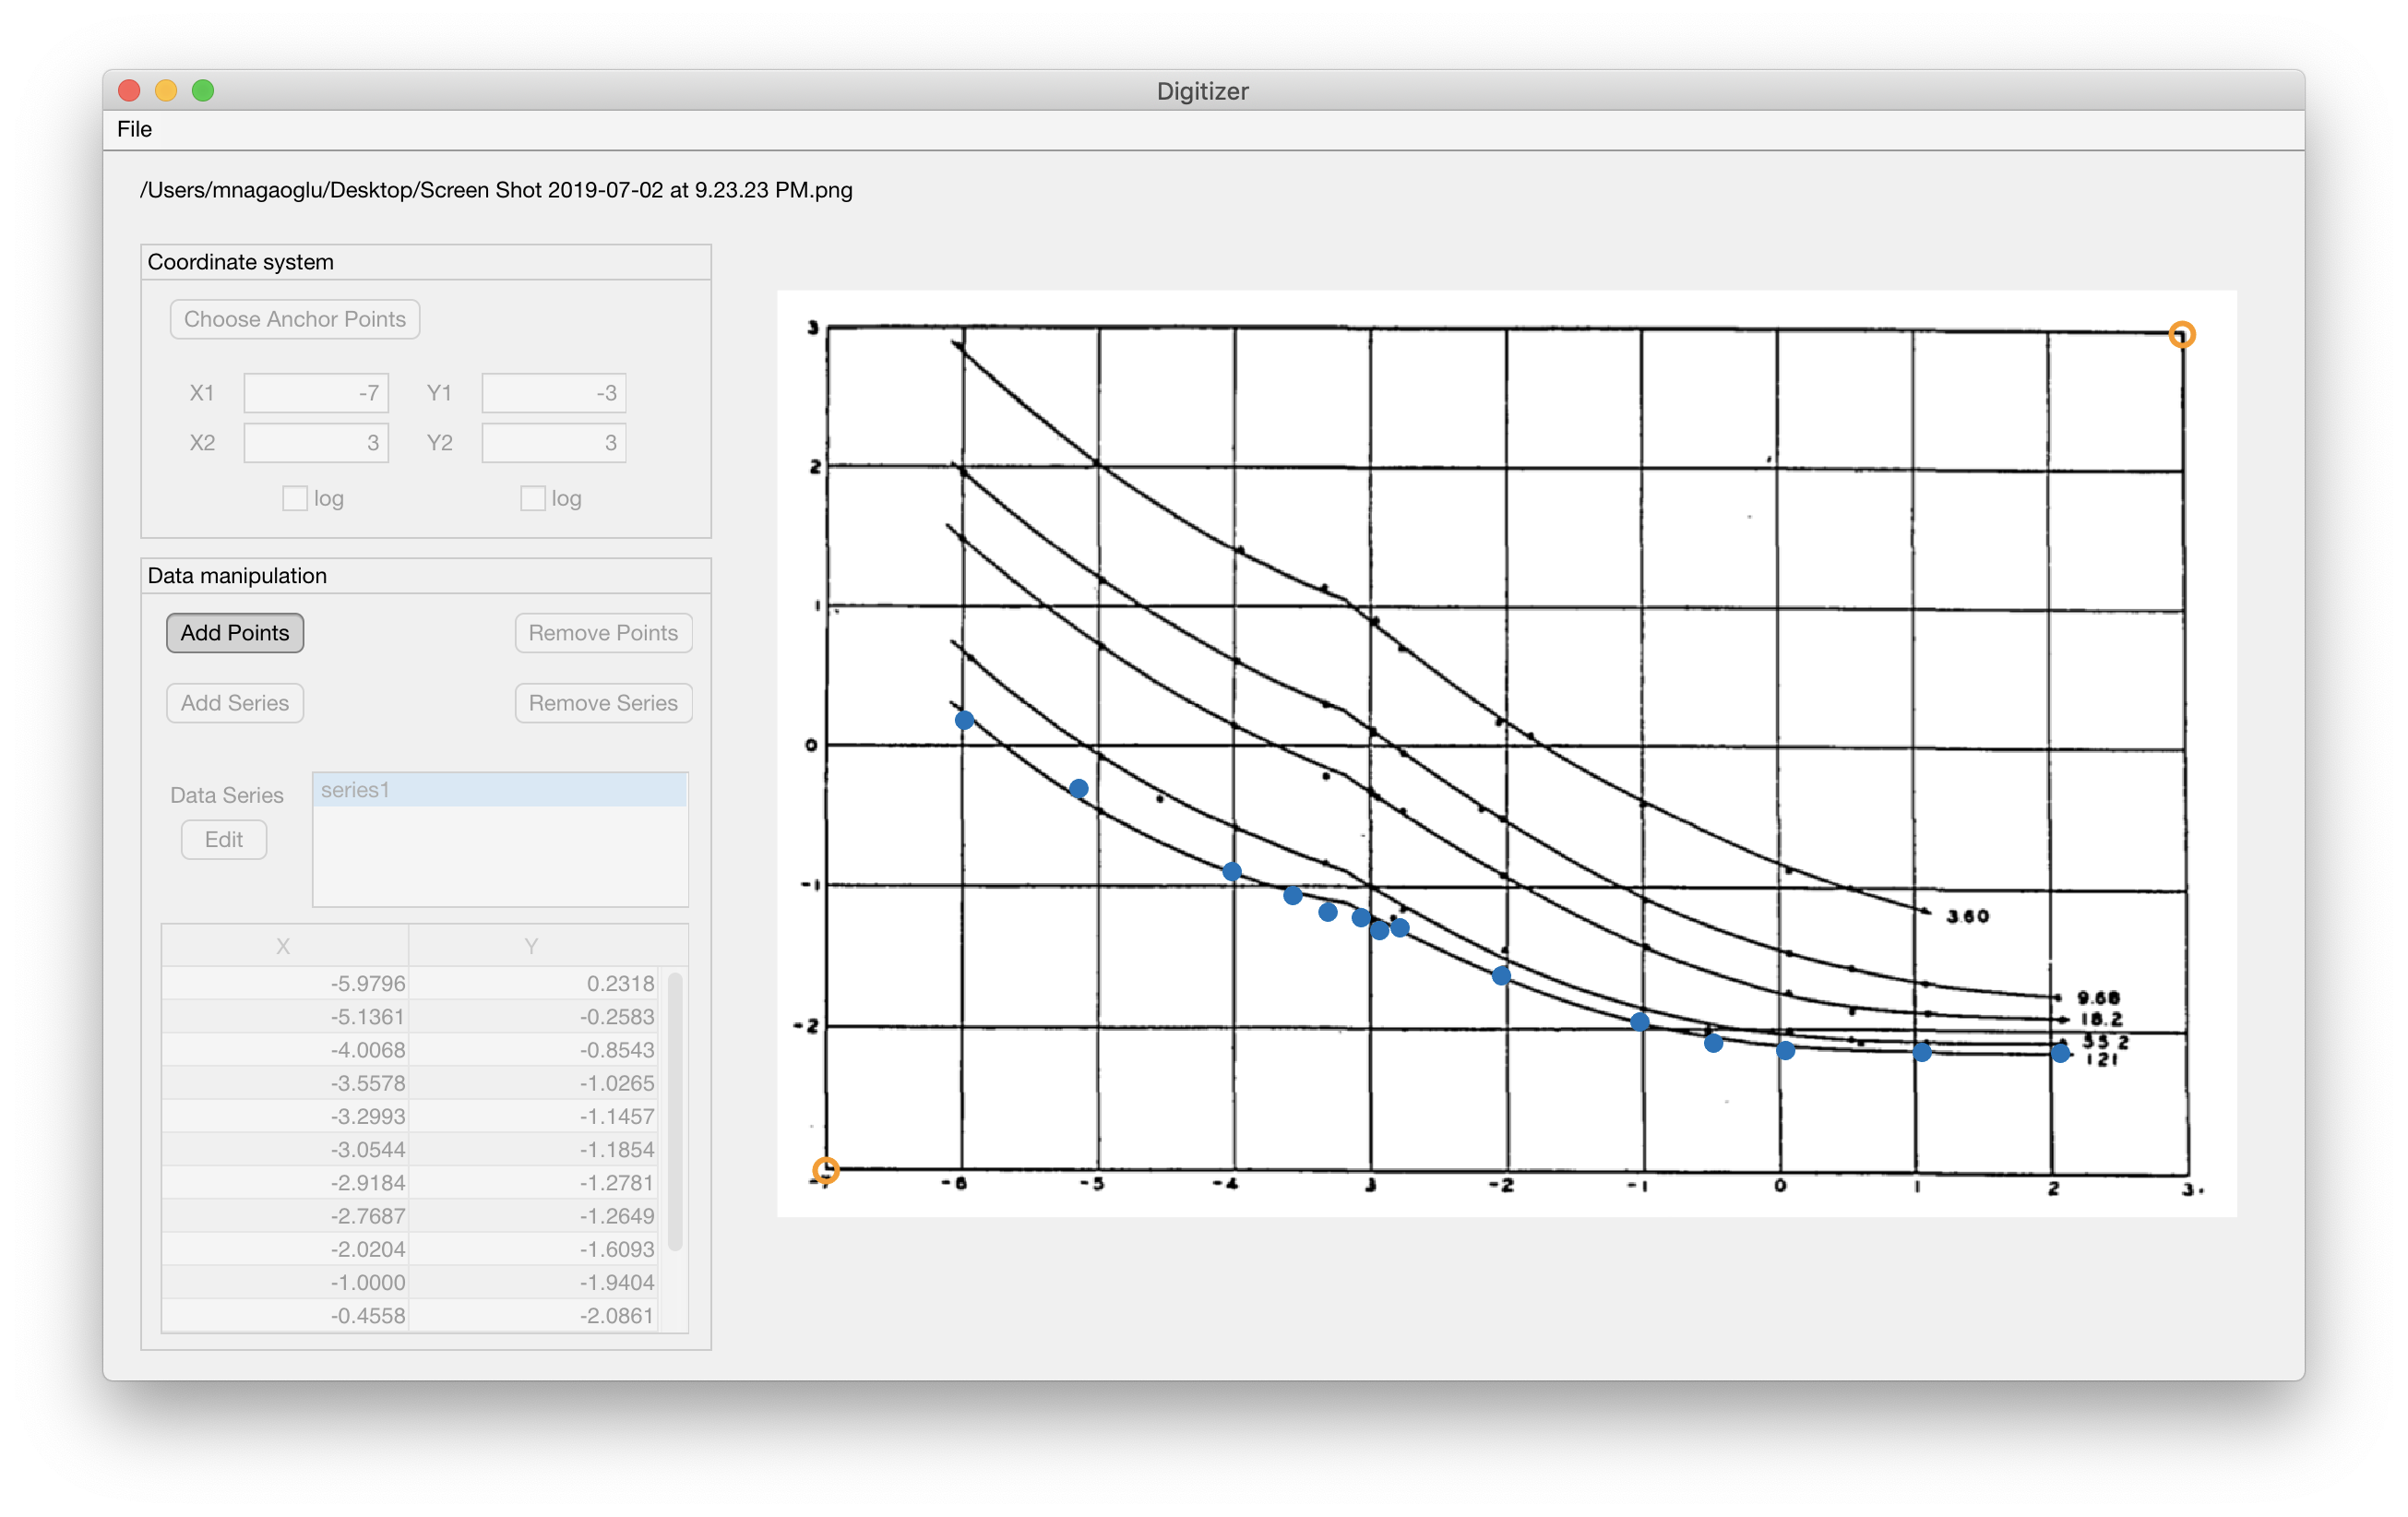 Digitizer
File
/Users/mnagaoglu/Desktop/Screen Shot 2019-07-02 at 9.23.23 PM.png
Coordinate system
Choose Anchor Points
X1 -7 Y1 -3
X2 3 Y2 3
log log
Data manipulation
Add Points Remove Points
Add Series Remove Series
Data Series series1
Edit
X Y
-5.9796 0.2318
-5.1361 -0.2583
-4.0068 -0.8543
-3.5578 -1.0265
-3.2993 -1.1457
-3.0544 -1.1854
-2.9184 -1.2781
-2.7687 -1.2649
-2.0204 -1.6093
-1.0000 -1.9404
-0.4558 -2.0861
3
2
1
0
-1
-2
3.60
9.68
18.2
55.2
121
-6 -5 -4 3 -2 -1 0 1 2 3.